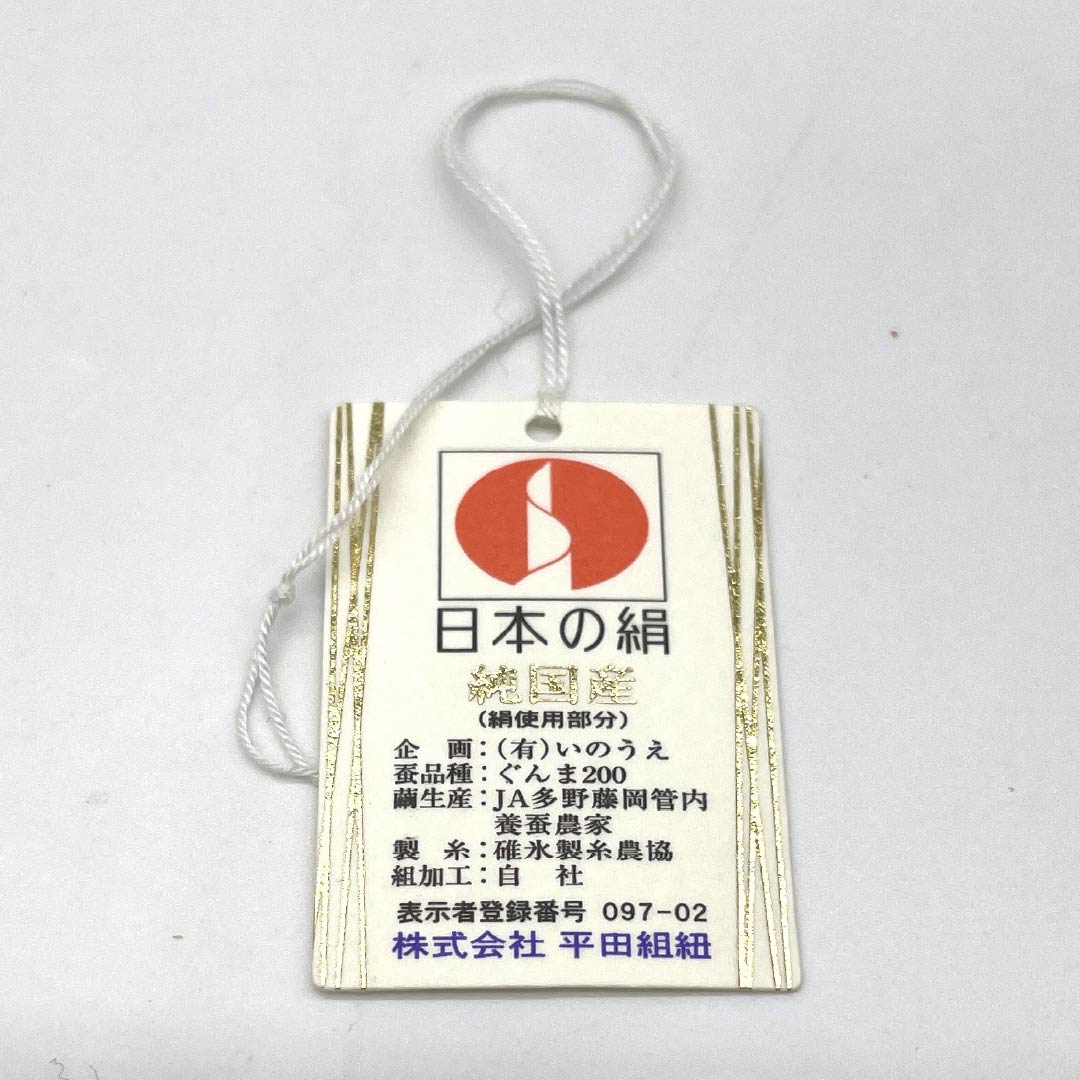 日本の絹
純国産
(絹使用部分)
企　画：(有)いのうえ
蚕品種：ぐんま200
繭生産：JA多野藤岡管内
養蚕農家
製　糸：碓氷製糸農協
組加工：自　社
表示者登録番号 097-02
株式会社 平田組紐